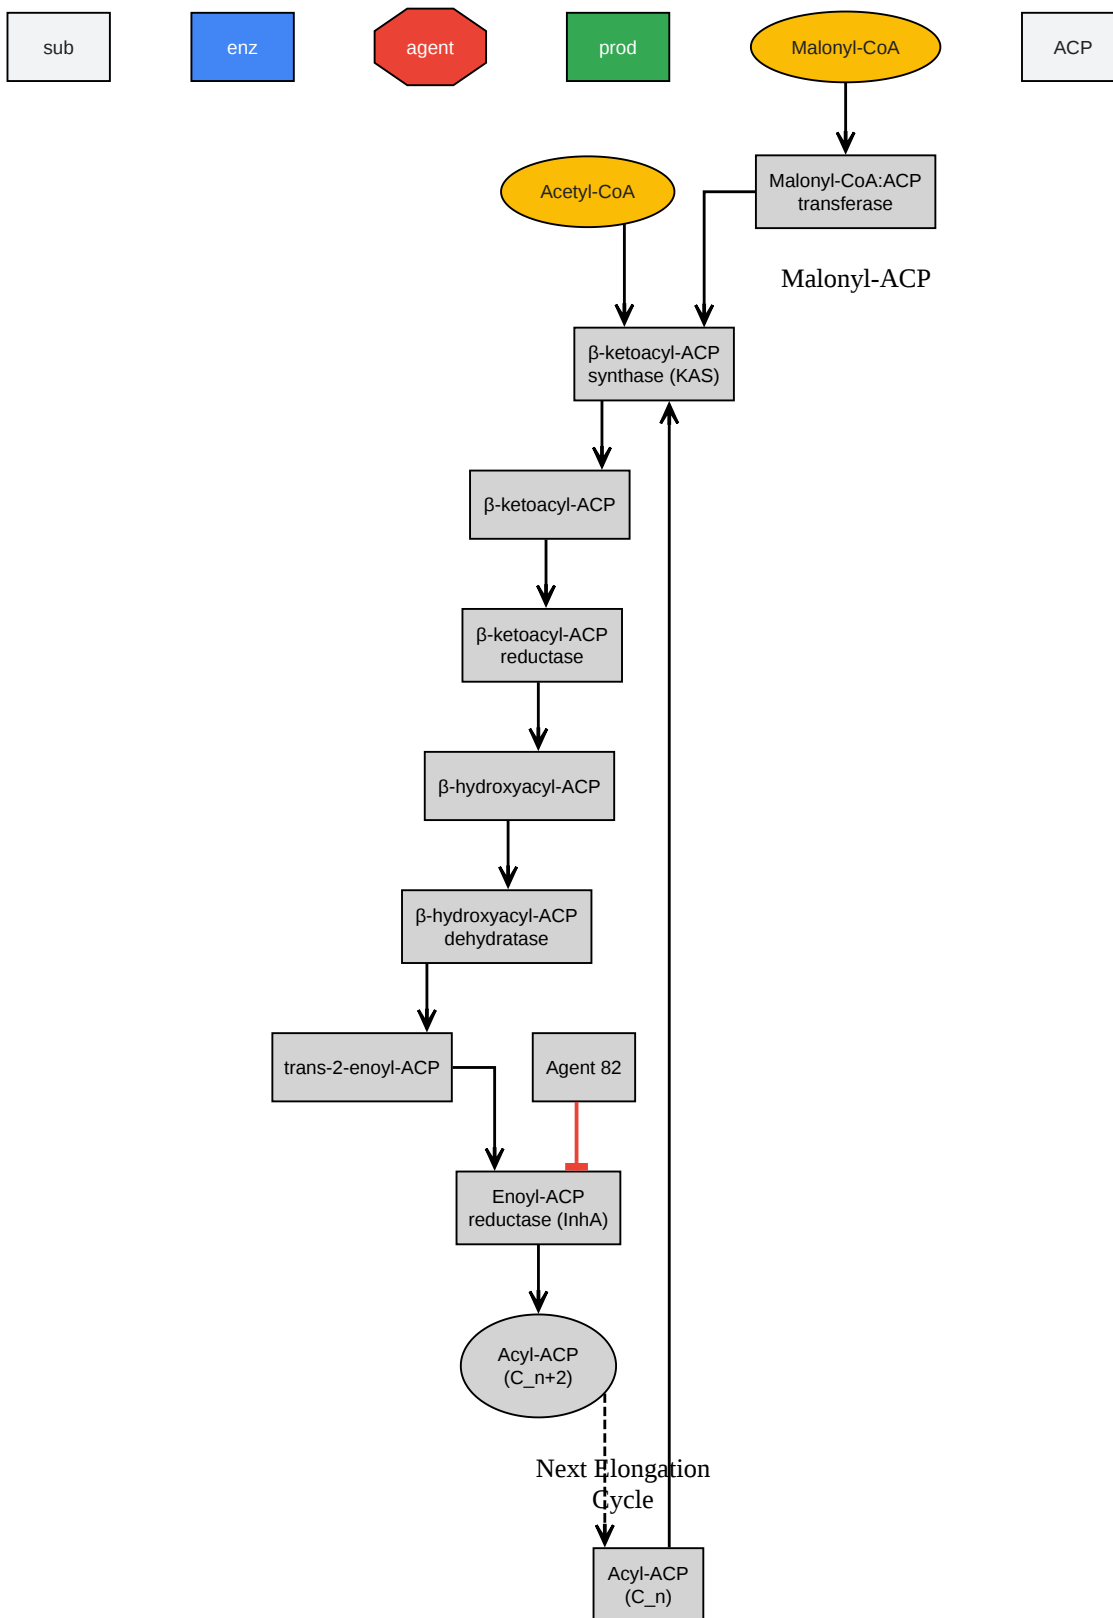 sub
enz
agent
prod
Malonyl-CoA
ACP
Acetyl-CoA
Malonyl-CoA:ACP
transferase
Malonyl-ACP
β-ketoacyl-ACP
synthase (KAS)
β-ketoacyl-ACP
β-ketoacyl-ACP
reductase
β-hydroxyacyl-ACP
β-hydroxyacyl-ACP
dehydratase
trans-2-enoyl-ACP
Agent 82
Enoyl-ACP
reductase (InhA)
Acyl-ACP
(C_n+2)
Next Elongation
Cycle
Acyl-ACP
(C_n)